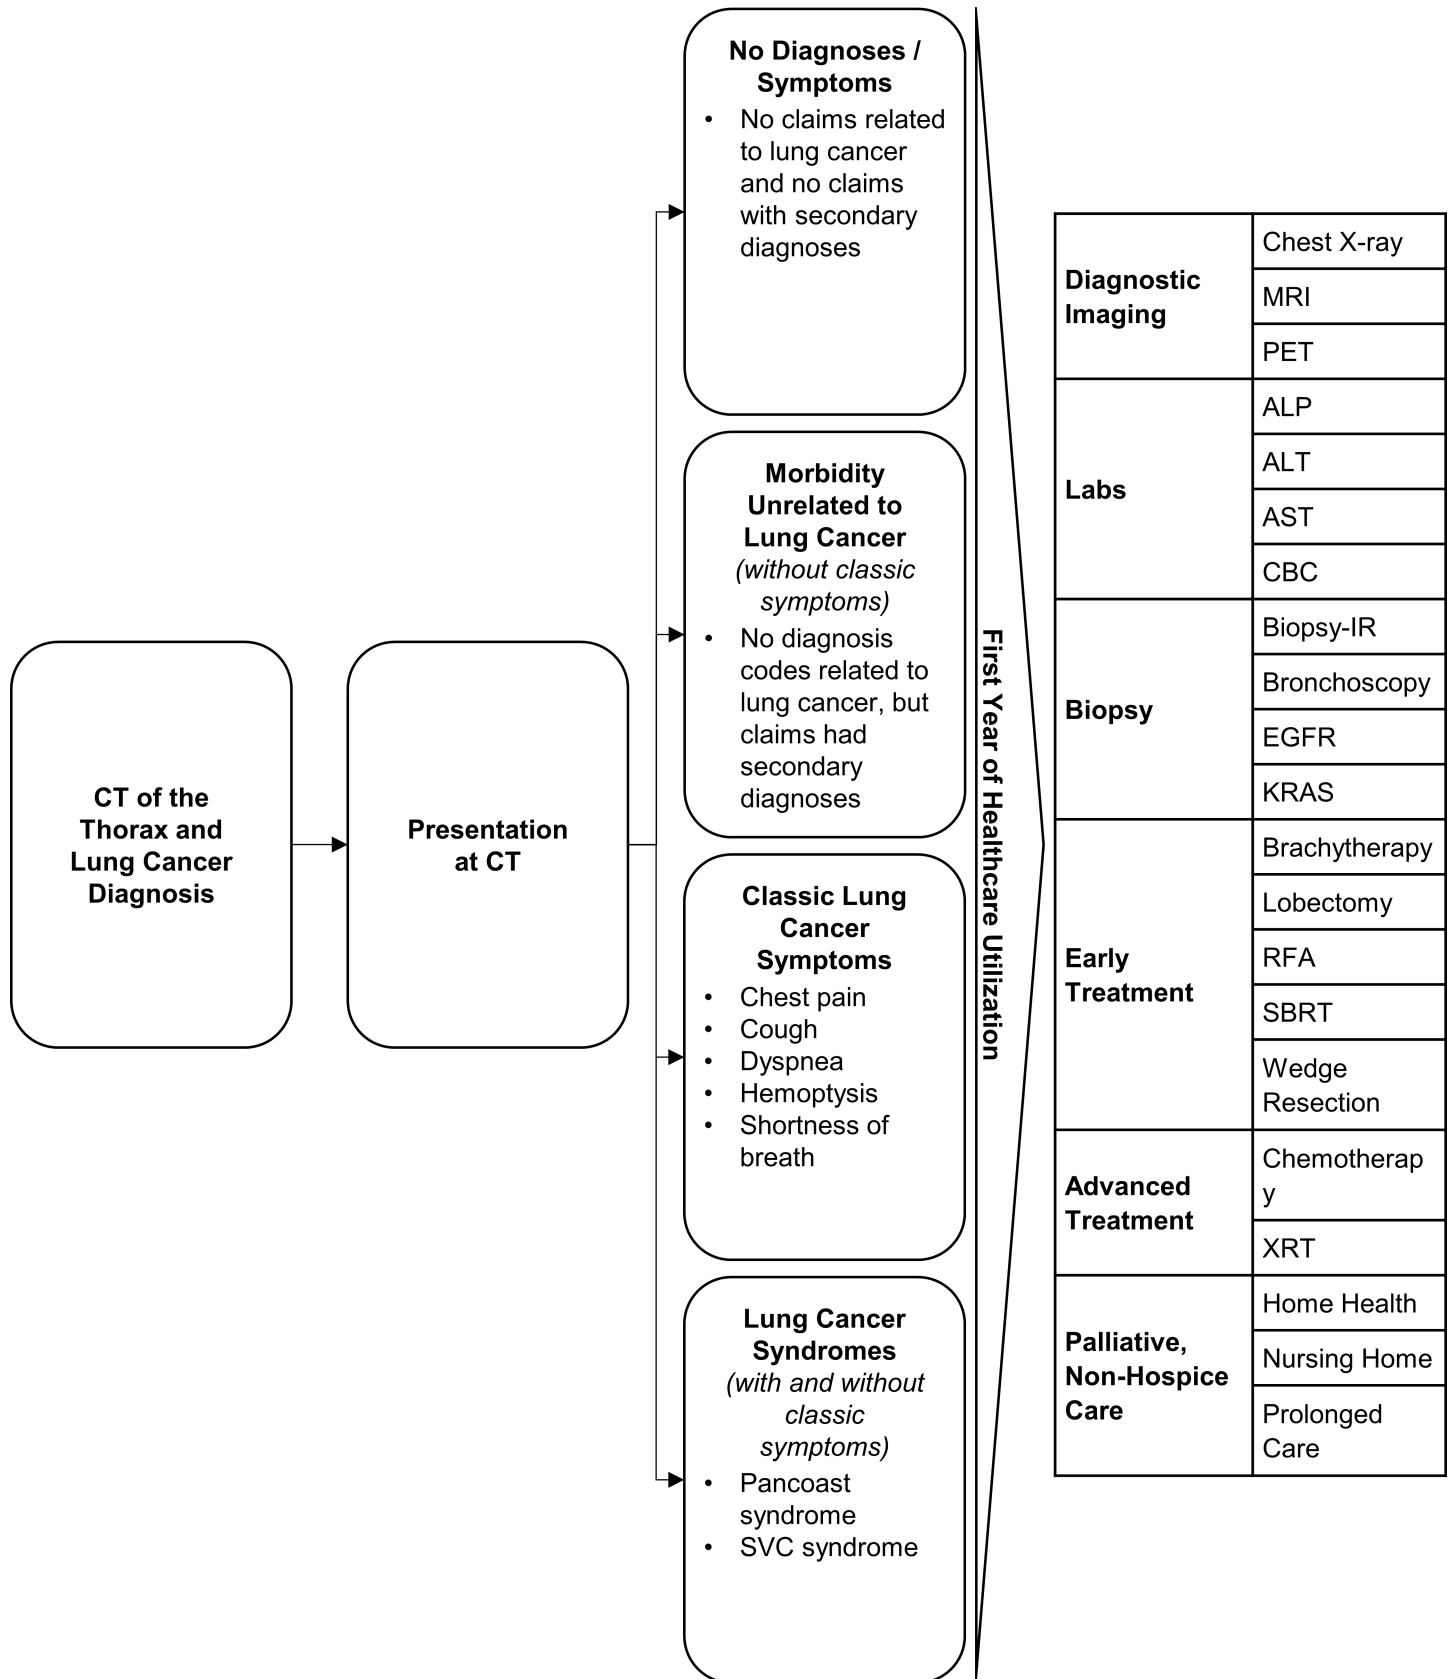 CT of the
Thorax and
Lung Cancer
Diagnosis
Presentation
at CT
No Diagnoses /
Symptoms
• No claims related
to lung cancer
and no claims
with secondary
diagnoses
Morbidity
Unrelated to
Lung Cancer
(without classic
symptoms)
• No diagnosis
codes related to
lung cancer, but
claims had
secondary
diagnoses
Classic Lung
Cancer
Symptoms
• Chest pain
• Cough
• Dyspnea
• Hemoptysis
• Shortness of
breath
Lung Cancer
Syndromes
(with and without
classic
symptoms)
• Pancoast
syndrome
• SVC syndrome
First Year of Healthcare Utilization
Diagnostic
Imaging
Chest X-ray
MRI
PET
Labs
ALP
ALT
AST
CBC
Biopsy
Biopsy-IR
Bronchoscopy
EGFR
KRAS
Early
Treatment
Brachytherapy
Lobectomy
RFA
SBRT
Wedge
Resection
Advanced
Treatment
Chemotherap
y
XRT
Palliative,
Non-Hospice
Care
Home Health
Nursing Home
Prolonged
Care